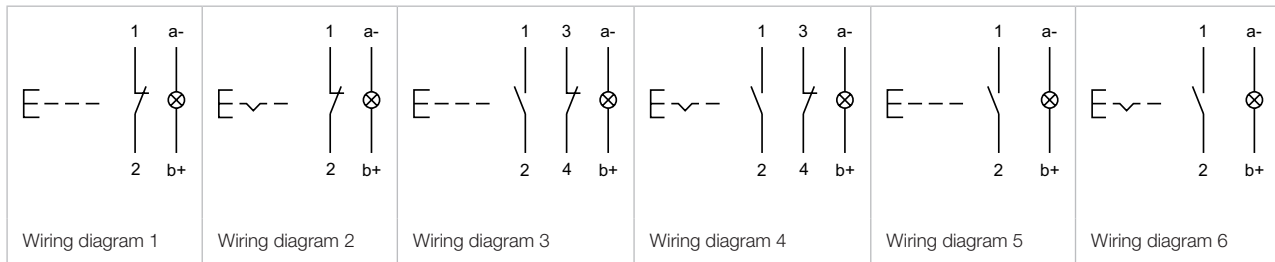 1 a- 1 a- 1 3 a- 1 3 a- 1 a- 1 a-
2 b+ 2 b+ 2 4 b+ 2 4 b+ 2 b+ 2 b+
Wiring diagram 1 Wiring diagram 2 Wiring diagram 3 Wiring diagram 4 Wiring diagram 5 Wiring diagram 6